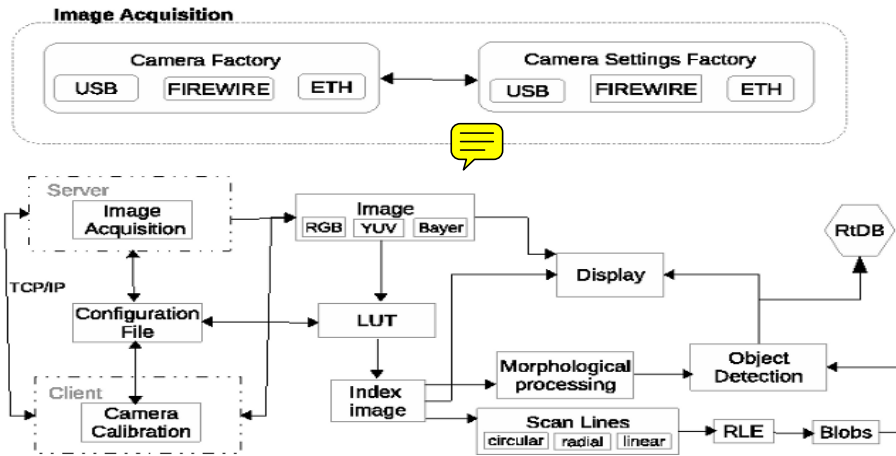 Image Acquisition
Camera Factory
USB FIREWIRE ETH
Camera Settings Factory
USB FIREWIRE ETH
Server
Image
Acquisition
TCP/IP
Configuration
File
Client
Camera
Calibration
Image
RGB YUV Bayer
LUT
Index
image
Display
RtDB
Morphological
processing
Object
Detection
Scan Lines
circular radial linear
RLE
Blobs